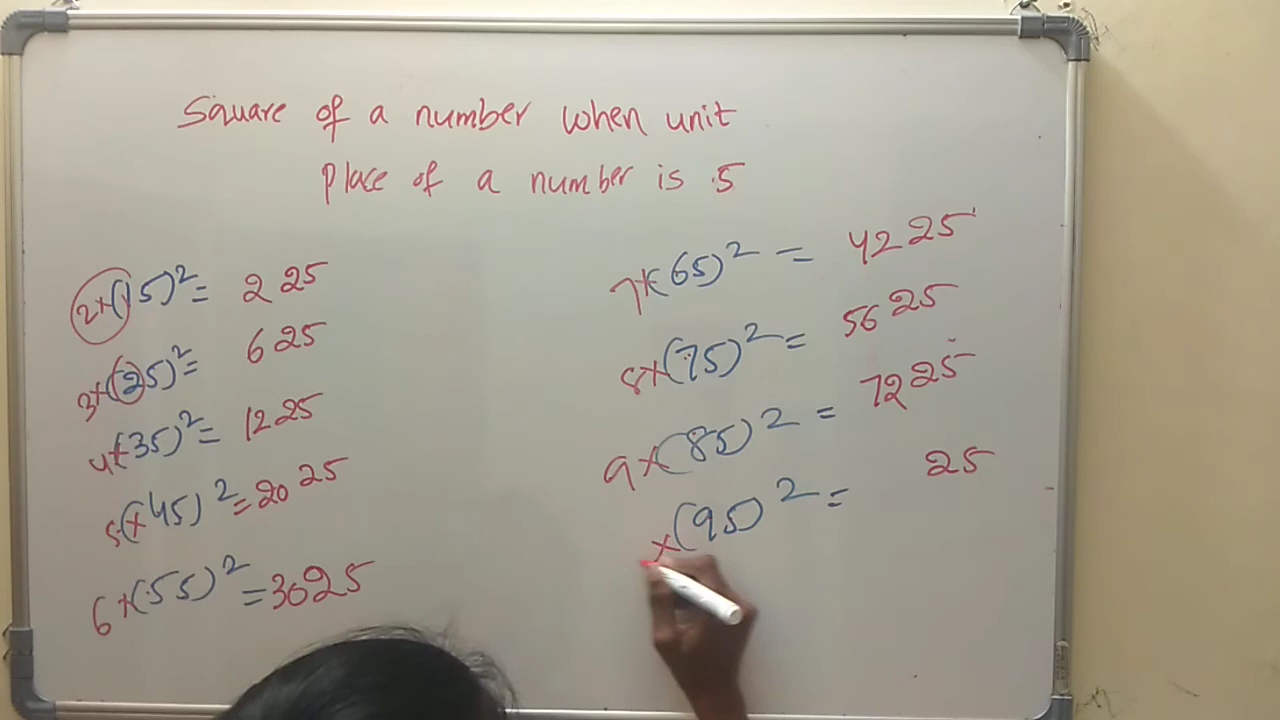 Square of a number when unit
Place of a number is 5
2×(15)²= 225
3×(25)²= 625
4×(35)²= 1225
5×(45)²=2025
6×(55)²=3025
7×(65)² = 4225
8×(75)² = 5625
9×(85)² = 7225
×(95)² = 25